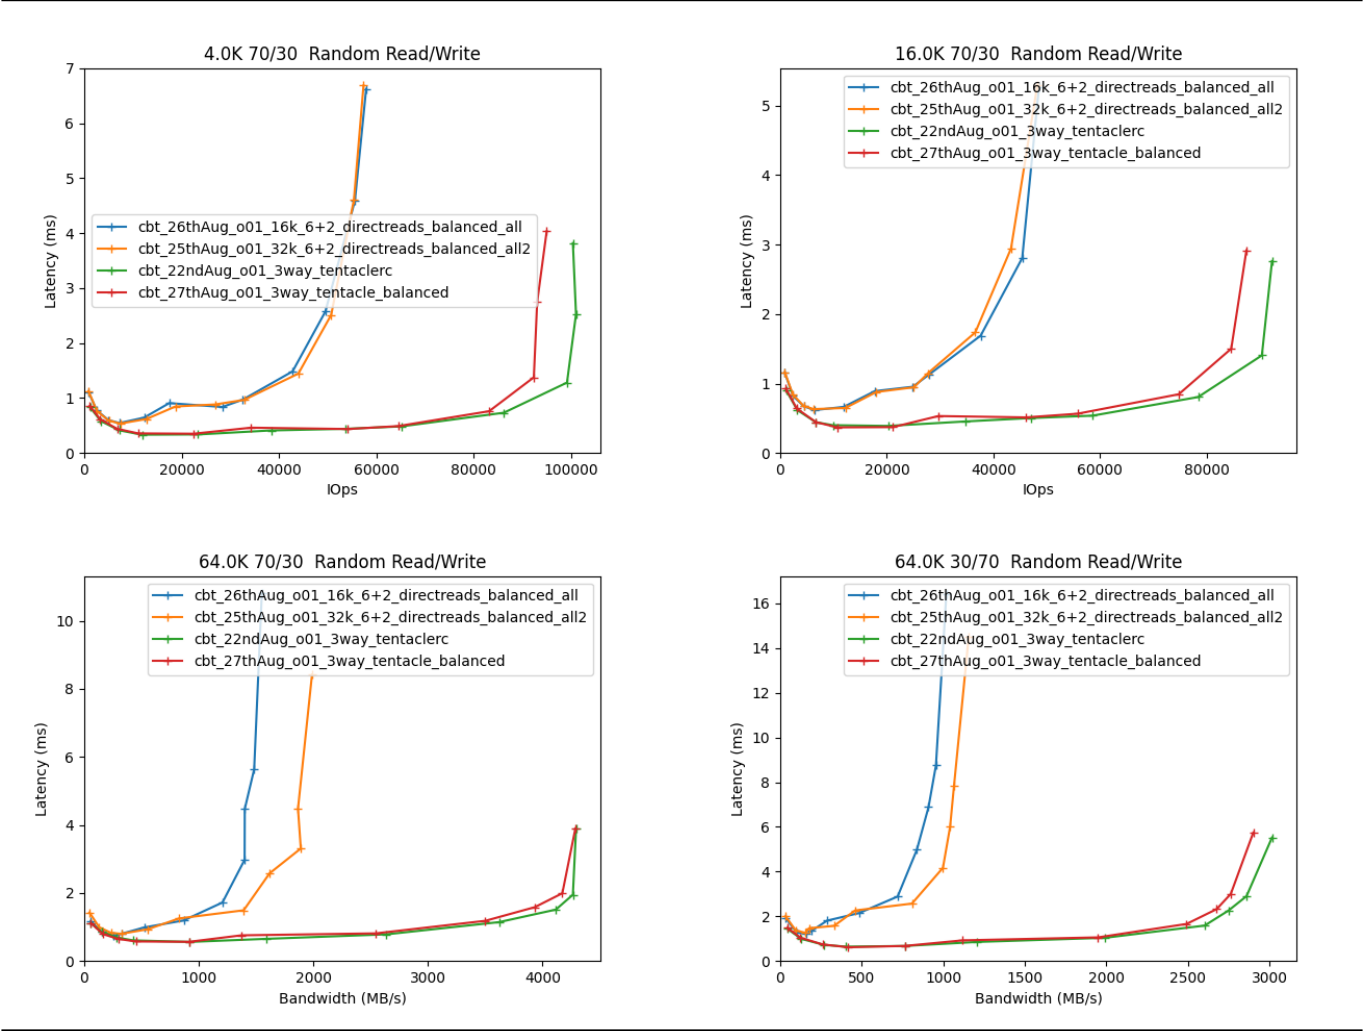 4.0K 70/30  Random Read/Write
7
6
5
4
3
2
1
0
Latency (ms)
cbt_26thAug_o01_16k_6+2_directreads_balanced_all
cbt_25thAug_o01_32k_6+2_directreads_balanced_all2
cbt_22ndAug_o01_3way_tentaclerc
cbt_27thAug_o01_3way_tentacle_balanced
0 20000 40000 60000 80000 100000
IOps
16.0K 70/30  Random Read/Write
5
4
3
2
1
0
Latency (ms)
cbt_26thAug_o01_16k_6+2_directreads_balanced_all
cbt_25thAug_o01_32k_6+2_directreads_balanced_all2
cbt_22ndAug_o01_3way_tentaclerc
cbt_27thAug_o01_3way_tentacle_balanced
0 20000 40000 60000 80000
IOps
64.0K 70/30  Random Read/Write
10
8
6
4
2
0
Latency (ms)
cbt_26thAug_o01_16k_6+2_directreads_balanced_all
cbt_25thAug_o01_32k_6+2_directreads_balanced_all2
cbt_22ndAug_o01_3way_tentaclerc
cbt_27thAug_o01_3way_tentacle_balanced
0 1000 2000 3000 4000
Bandwidth (MB/s)
64.0K 30/70  Random Read/Write
16
14
12
10
8
6
4
2
0
Latency (ms)
cbt_26thAug_o01_16k_6+2_directreads_balanced_all
cbt_25thAug_o01_32k_6+2_directreads_balanced_all2
cbt_22ndAug_o01_3way_tentaclerc
cbt_27thAug_o01_3way_tentacle_balanced
0 500 1000 1500 2000 2500 3000
Bandwidth (MB/s)